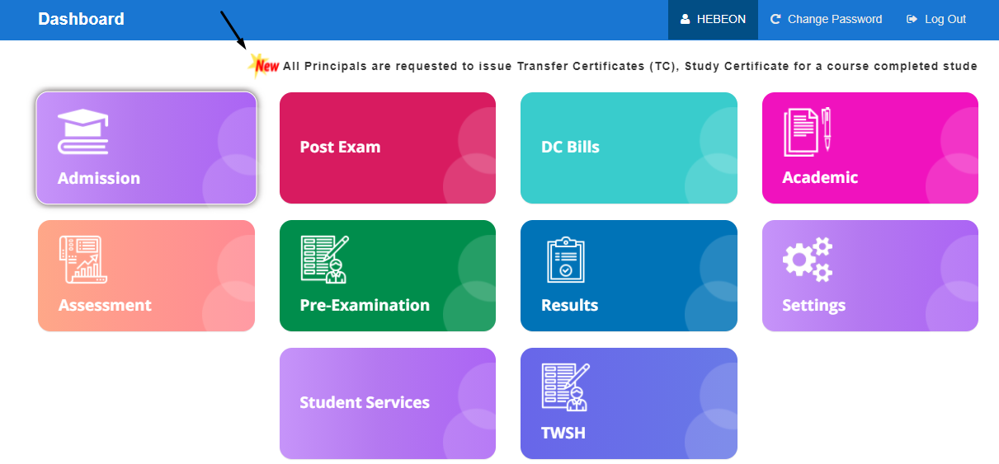 Dashboard
HEBEON
Change Password
Log Out
New All Principals are requested to issue Transfer Certificates (TC), Study Certificate for a course completed stude
Admission
Post Exam
DC Bills
Academic
Assessment
Pre-Examination
Results
Settings
Student Services
TWSH